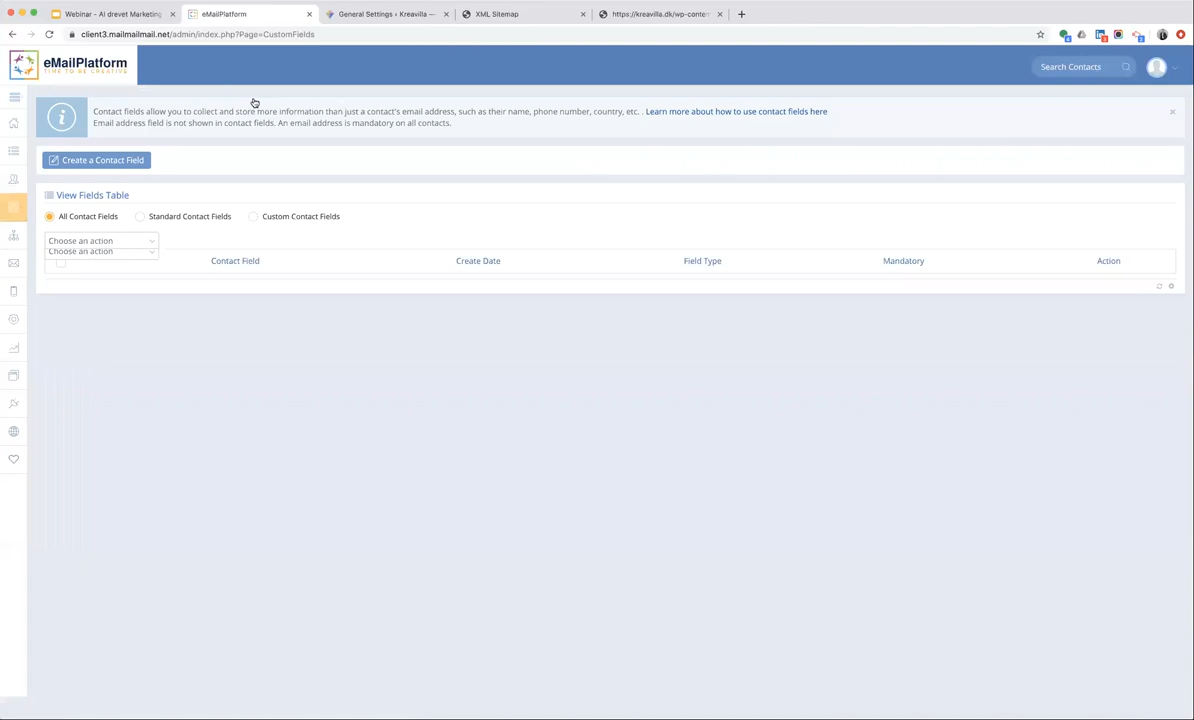 Webinar - AI drevet Marketing
eMailPlatform
General Settings ‹ Kreavilla —
XML Sitemap
https://kreavilla.dk/wp-conten
client3.mailmailmail.net/admin/index.php?Page=CustomFields
eMailPlatform
TIME TO BE CREATIVE
Search Contacts
Contact fields allow you to collect and store more information than just a contact's email address, such as their name, phone number, country, etc. . Learn more about how to use contact fields here
Email address field is not shown in contact fields. An email address is mandatory on all contacts.
Create a Contact Field
View Fields Table
All Contact Fields
Standard Contact Fields
Custom Contact Fields
Choose an action
Choose an action
Contact Field
Create Date
Field Type
Mandatory
Action